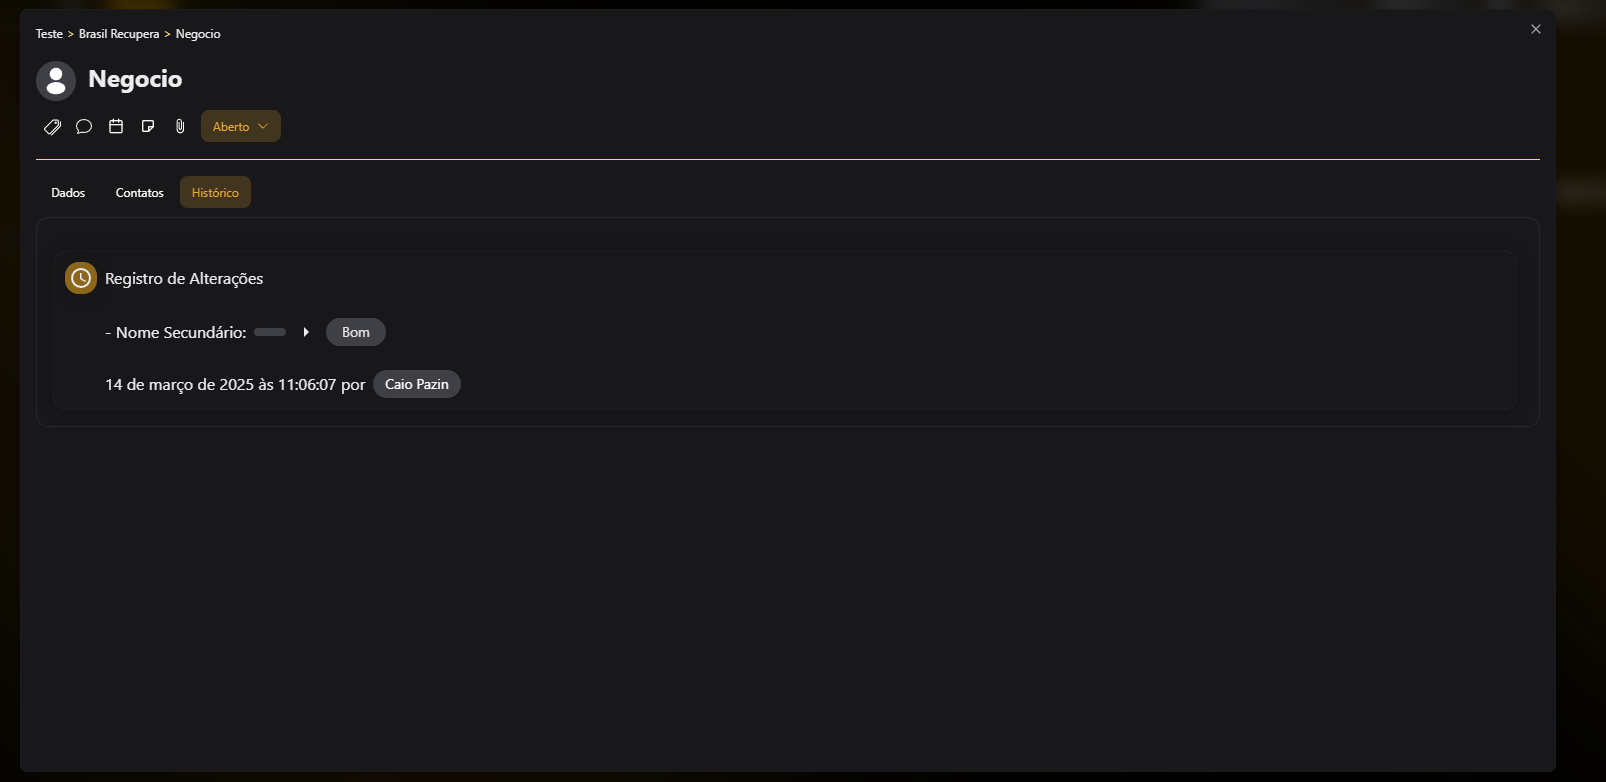 Teste > Brasil Recupera > Negocio
Negocio
Aberto
Dados Contatos Histórico
Registro de Alterações
- Nome Secundário: Bom
14 de março de 2025 às 11:06:07 por Caio Pazin